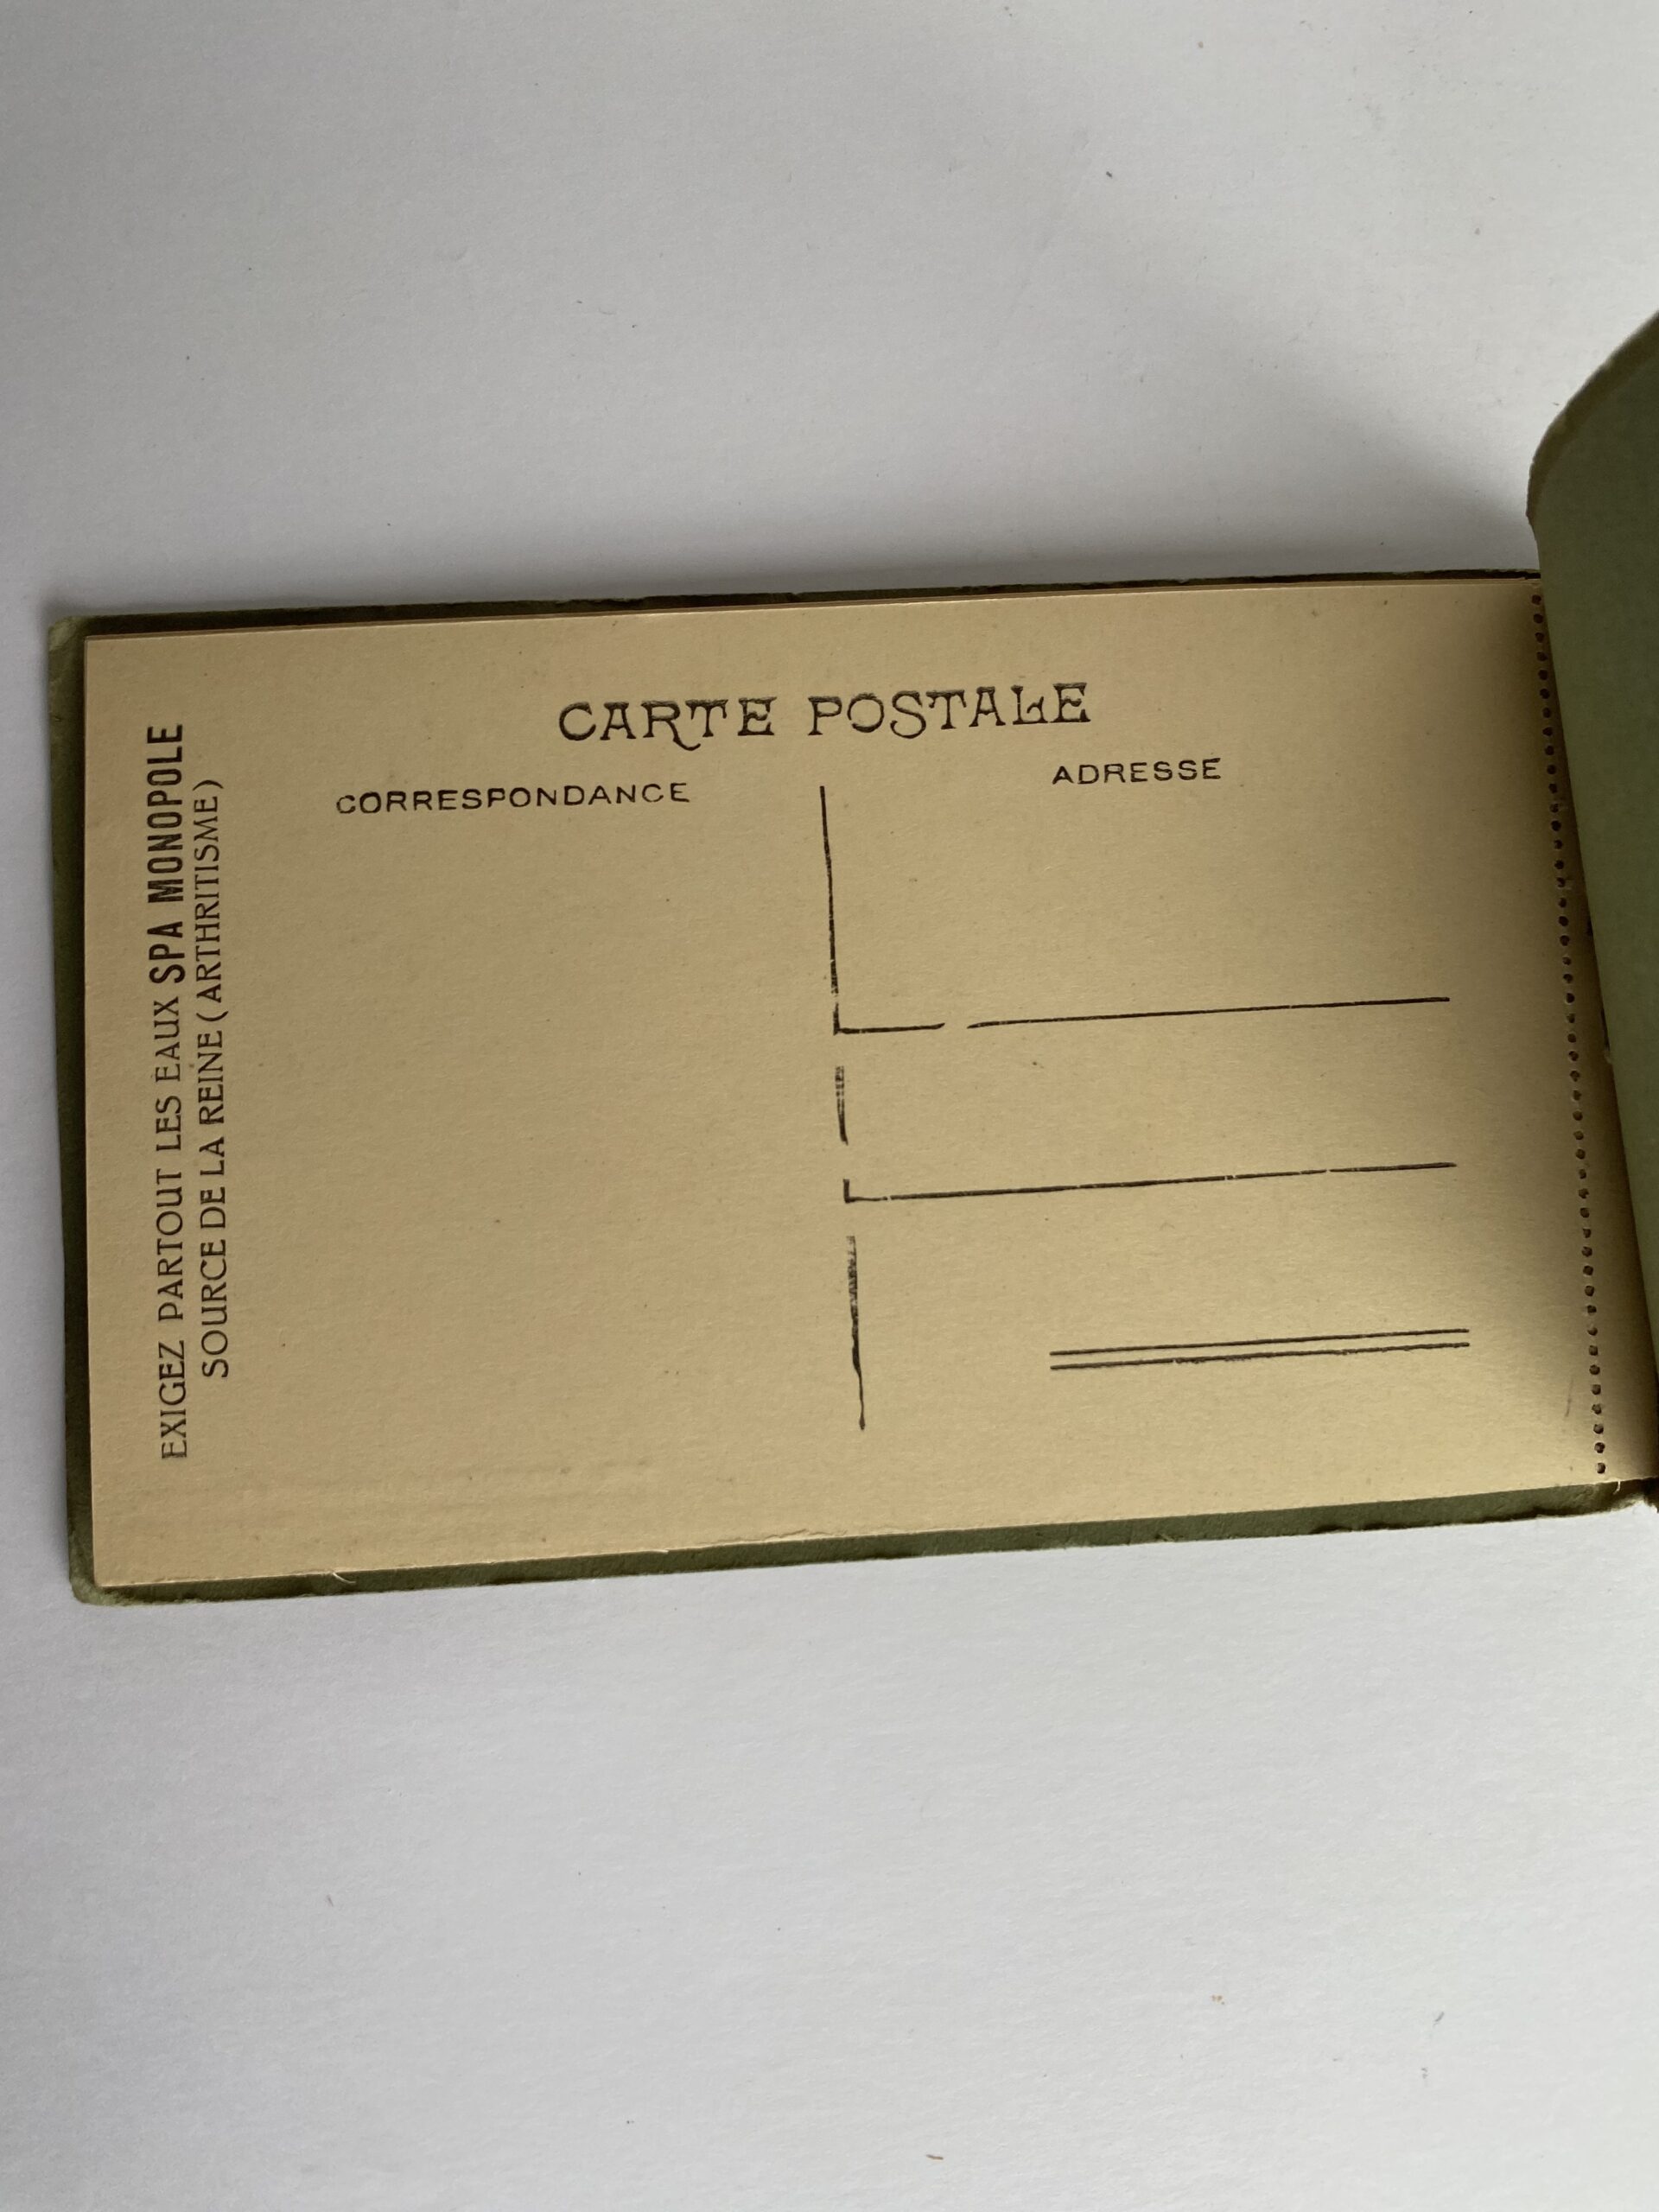 CARTE POSTALE
CORRESPONDANCE
ADRESSE
EXIGEZ PARTOUT LES EAUX SPA MONOPOLE
SOURCE DE LA REINE (ARTHRITISME)